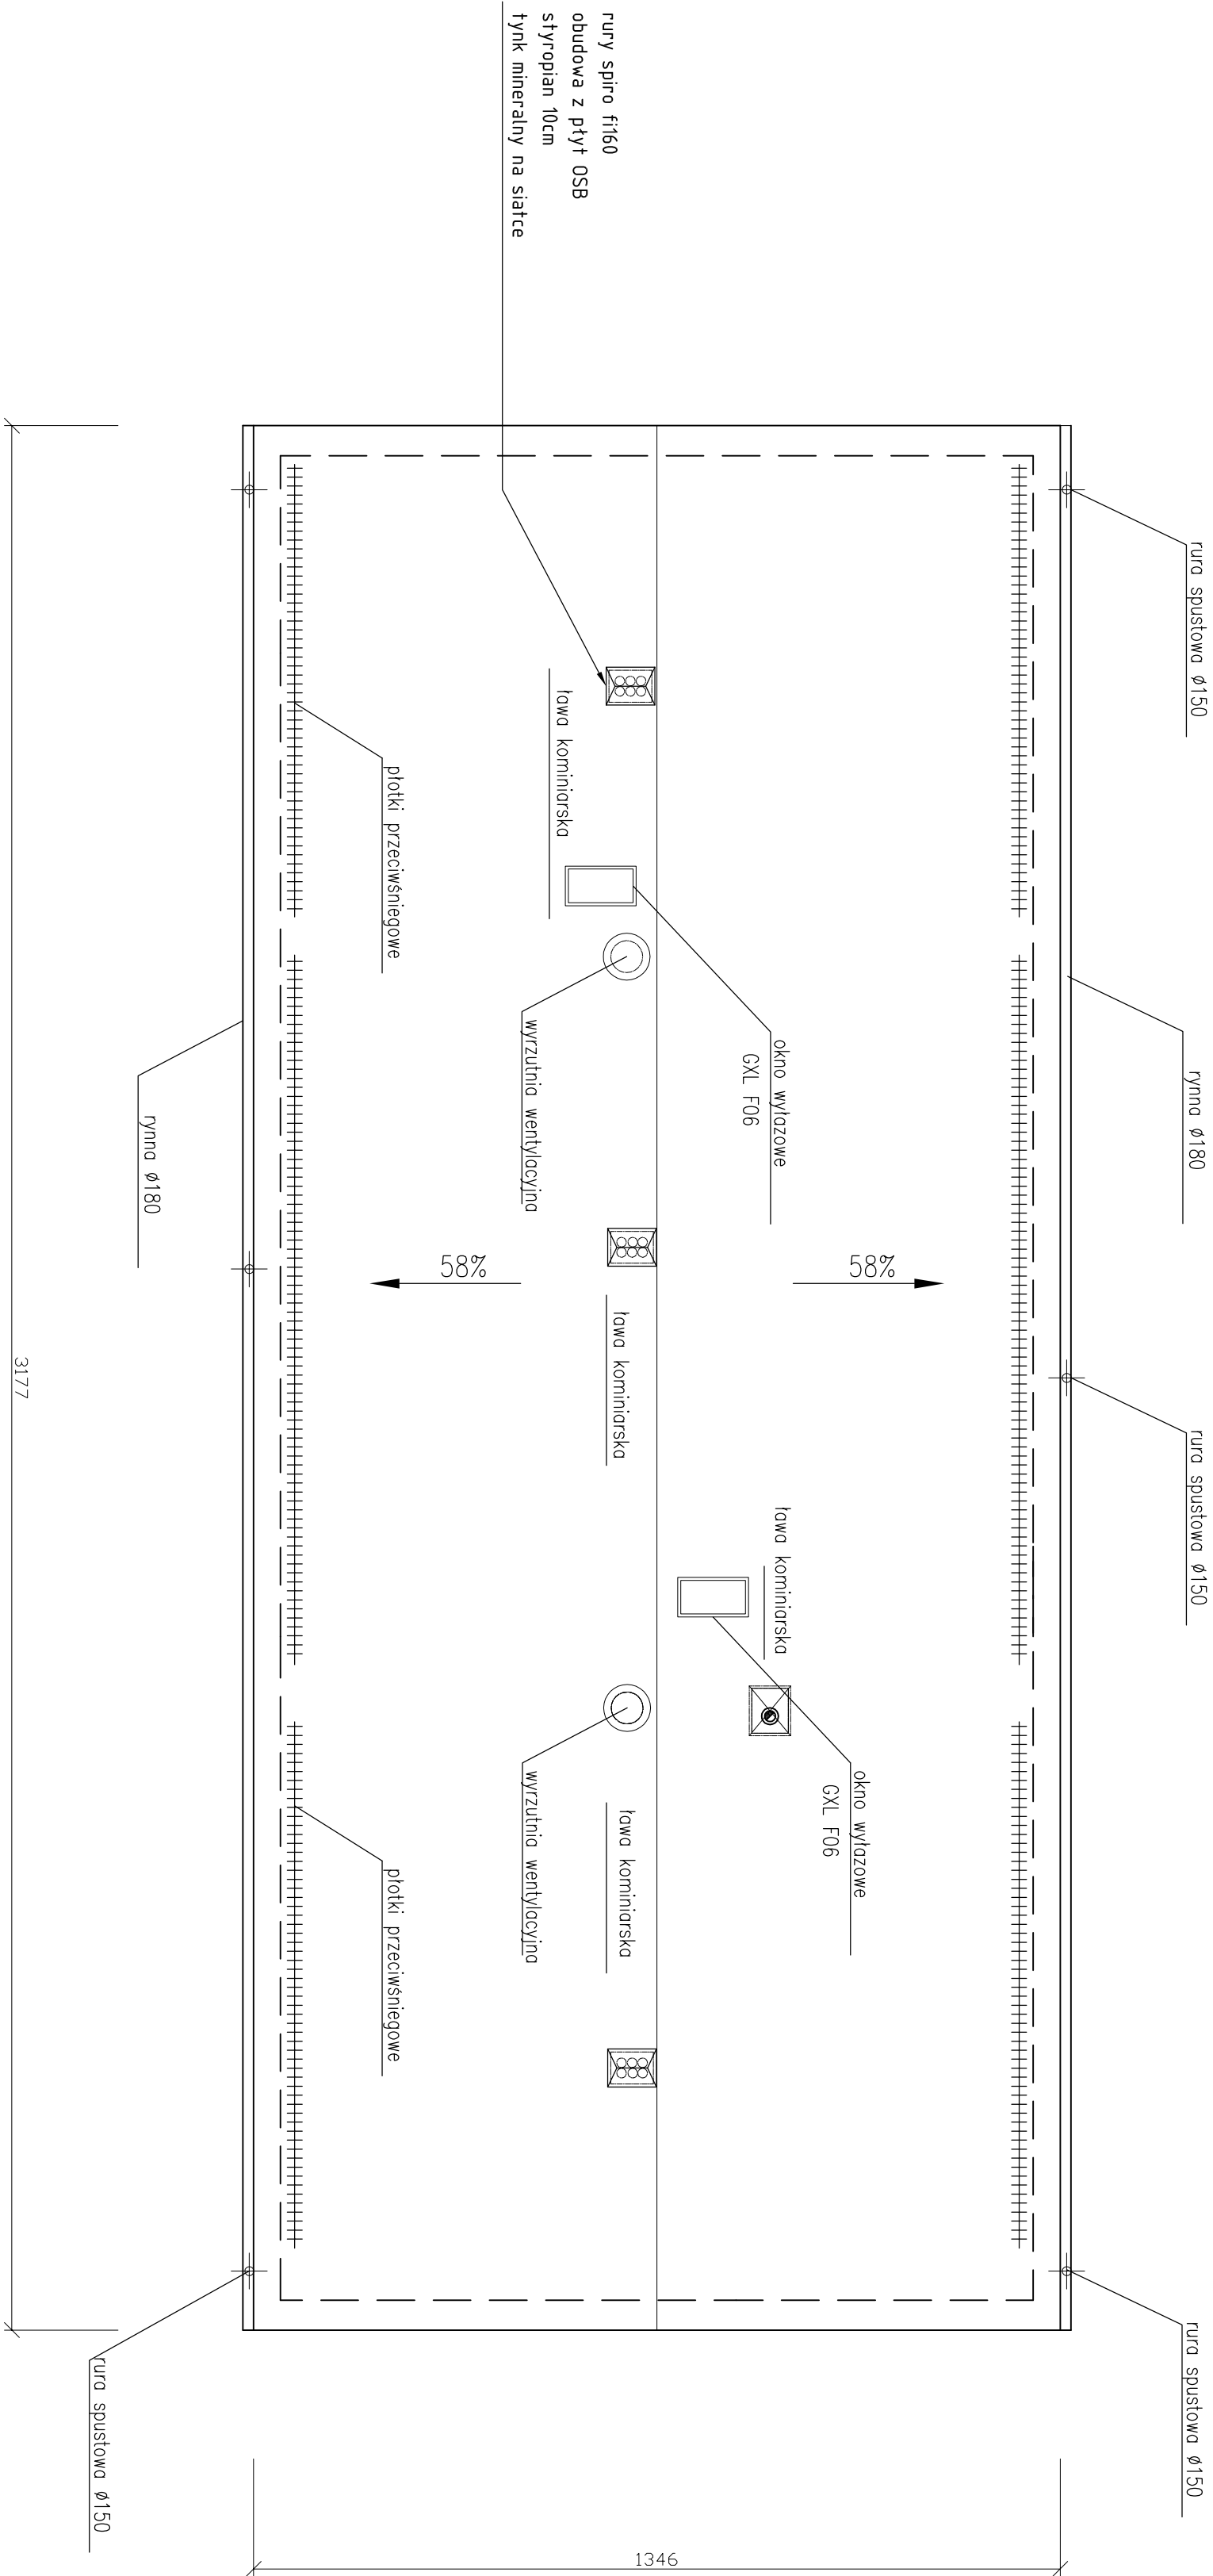 rury spiro fi160
obudowa z płyt OSB
styropian 10cm
tynk mineralny na siatce
rura spustowa Ø150
rynna Ø180
rura spustowa Ø150
rura spustowa Ø150
okno wyłazowe
GXL F06
58%
ława kominiarska
okno wyłazowe
GXL F06
ława kominiarska
ława kominiarska
ława kominiarska
wyrzutnia wentylacyjna
58%
wyrzutnia wentylacyjna
płotki przeciwśniegowe
płotki przeciwśniegowe
rynna Ø180
rura spustowa Ø150
3177
1346